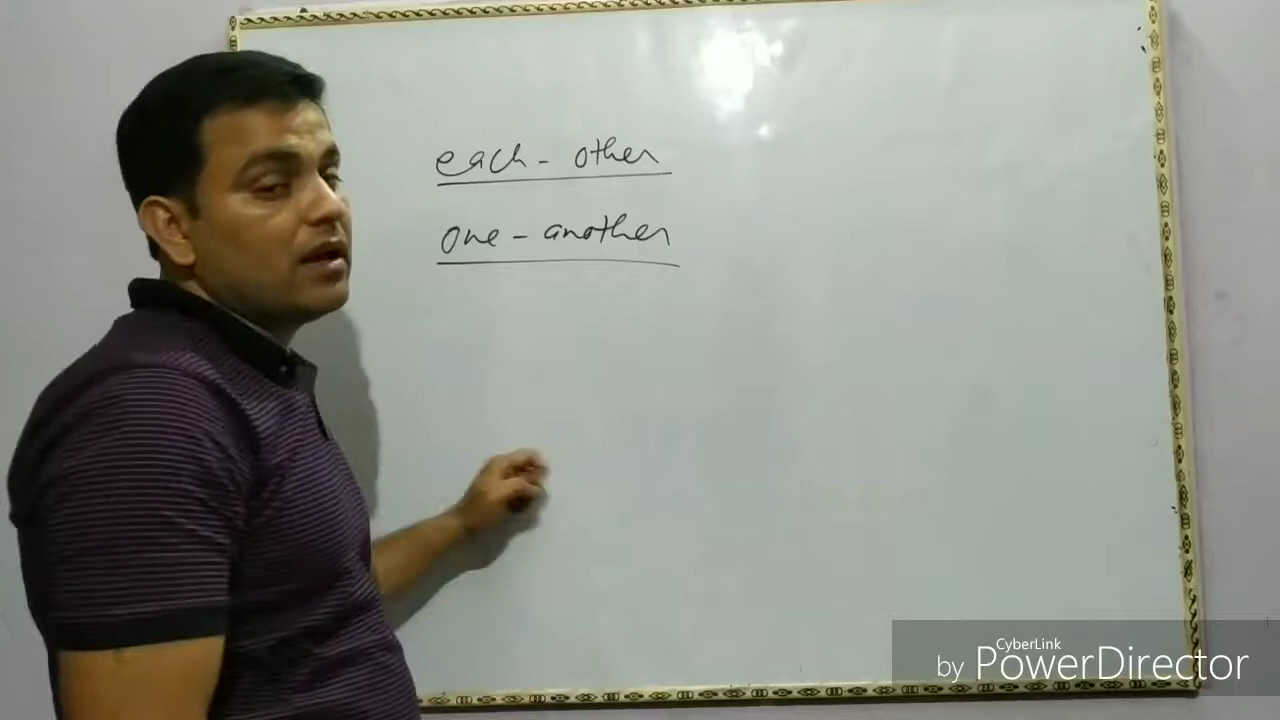 each - other
one - another
CyberLink
by PowerDirector